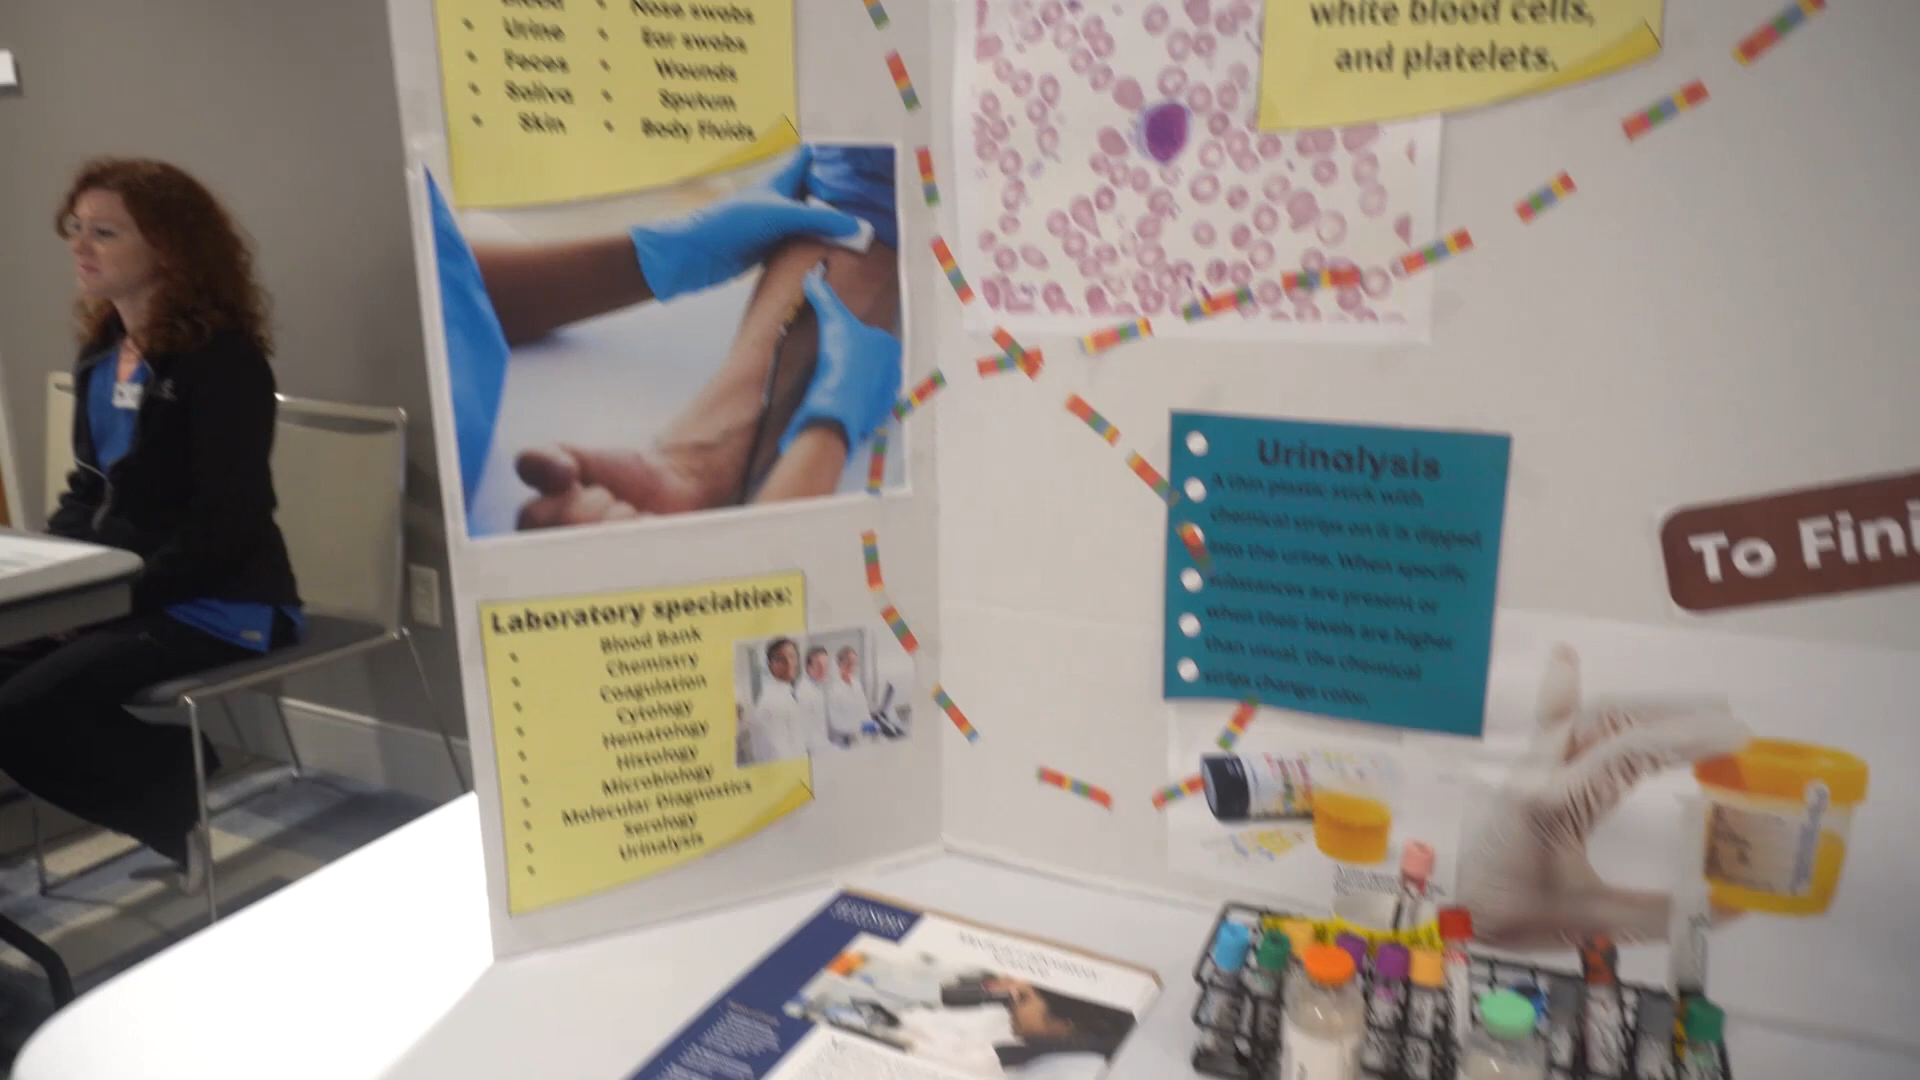 Blood
Urine
Feces
Saliva
Skin
Nose swabs
Ear swabs
Wounds
Sputum
Body Fluids
white blood cells,
and platelets.
Urinalysis
A thin plastic stick with
chemical strips on it is dipped
into the urine. When specific
substances are present or
when their levels are higher
than usual, the chemical
strips change color.
To Fini
Laboratory specialties:
Blood Bank
Chemistry
Coagulation
Cytology
Hematology
Histology
Microbiology
Molecular Diagnostics
Serology
Urinalysis